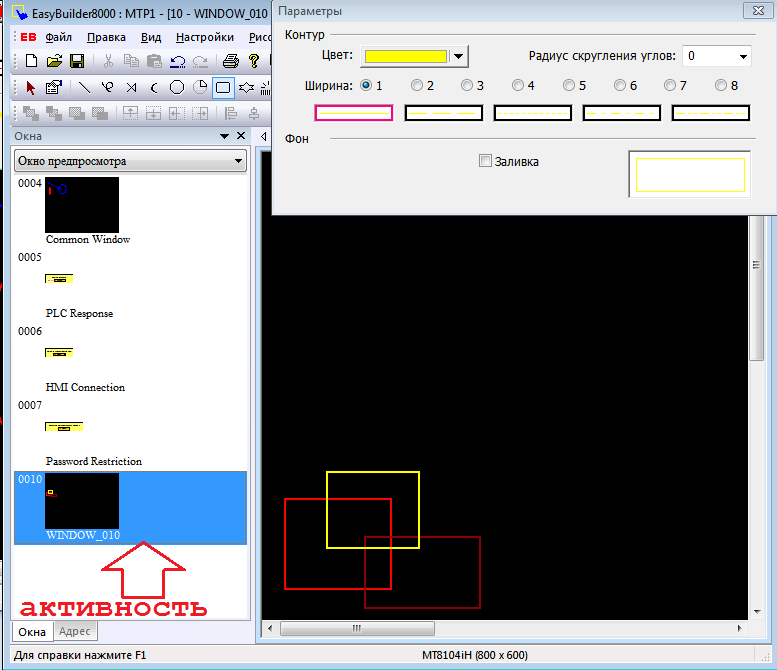 EasyBuilder8000 : MTP1 - [10 - WINDOW_010
Параметры
EB Файл Правка Вид Настройки Рисо
Контур
Цвет:
Радиус скругления углов: 0
Ширина: 1 2 3 4 5 6 7 8
Фон
Заливка
Окна
Окно предпросмотра
0004
Common Window
0005
PLC Response
0006
HMI Connection
0007
Password Restriction
0010
WINDOW_010
активность
Окна Адрес
Для справки нажмите F1
MT8104iH (800 x 600)